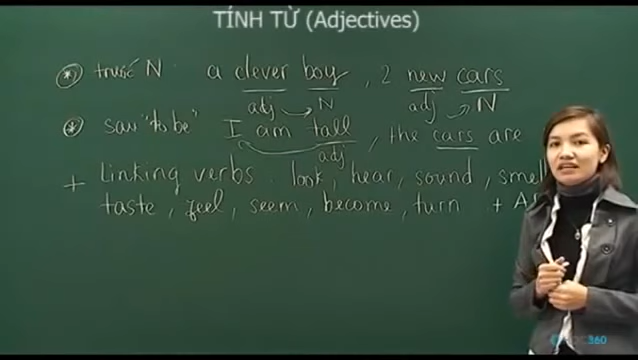 TÍNH TỪ (Adjectives)
(*) trước N. a clever boy, 2 new cars
adj N adj N
(*) sau "to be" I am tall, the cars are
adj
+ Linking verbs. look, hear, sound, smell
taste, feel, seem, become, turn + A
360